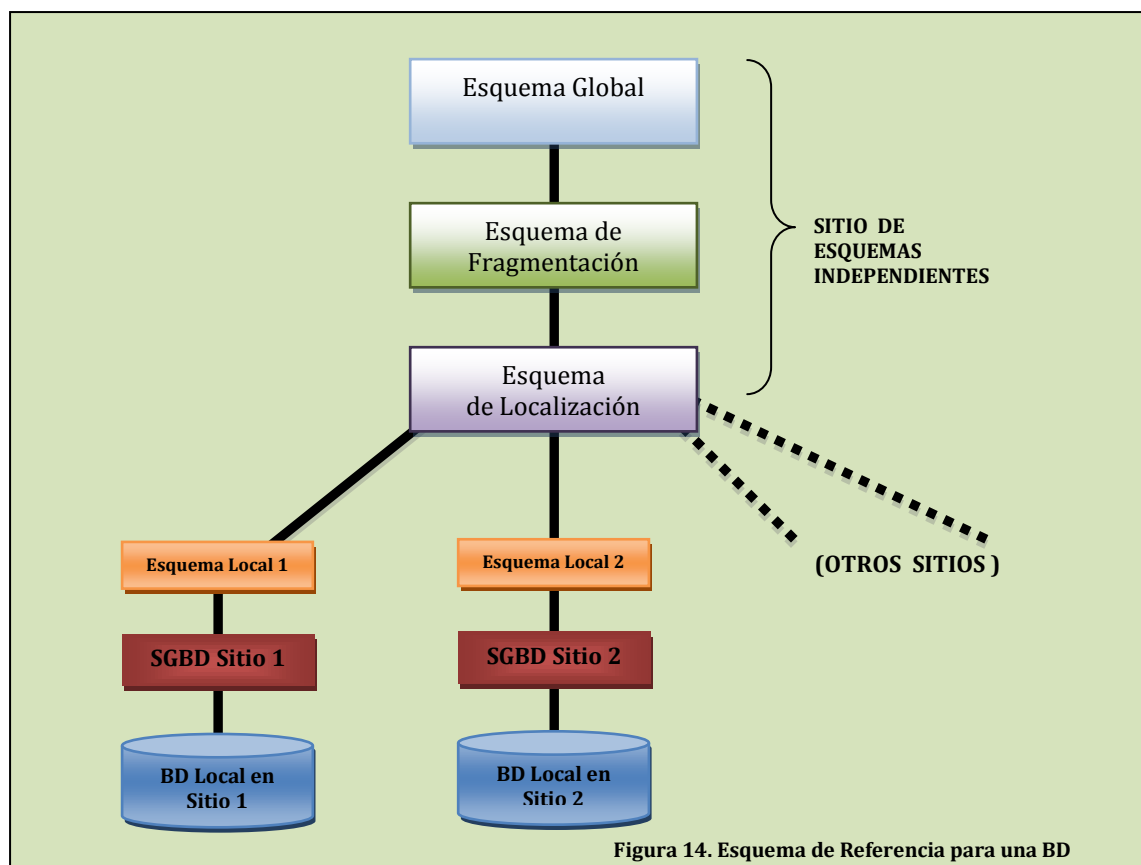 Esquema Global
Esquema de
Fragmentación
SITIO DE
ESQUEMAS
INDEPENDIENTES
Esquema
de Localización
Esquema Local 1
Esquema Local 2
(OTROS SITIOS )
SGBD Sitio 1
SGBD Sitio 2
BD Local en
Sitio 1
BD Local en
Sitio 2
Figura 14. Esquema de Referencia para una BD